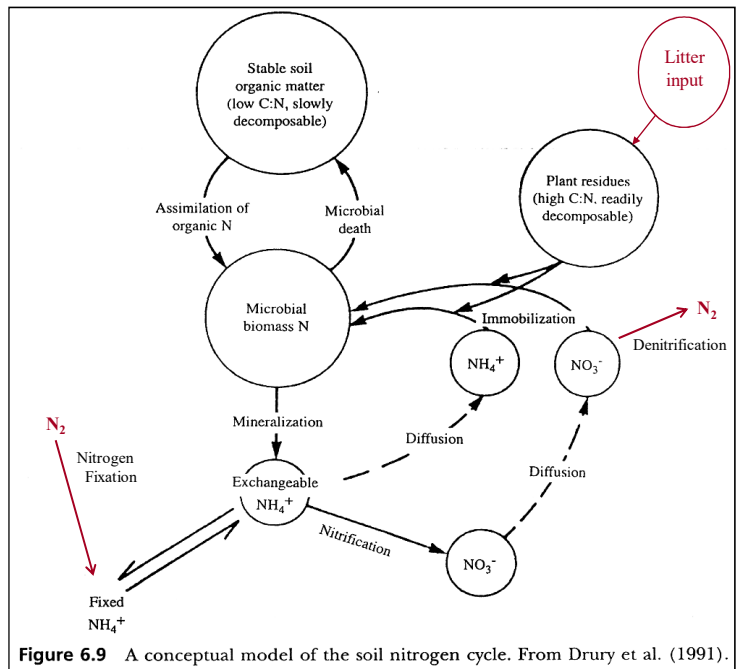 Stable soil
organic matter
(low C:N, slowly
decomposable)
Litter
input
Plant residues
(high C:N. readily
decomposable)
Assimilation of
organic N
Microbial
death
Microbial
biomass N
Immobilization
N₂
Denitrification
NH₄⁺
NO₃⁻
Mineralization
N₂
Nitrogen
Fixation
Diffusion
Diffusion
Exchangeable
NH₄⁺
Nitrification
NO₃⁻
Fixed
NH₄⁺
Figure 6.9 A conceptual model of the soil nitrogen cycle. From Drury et al. (1991).